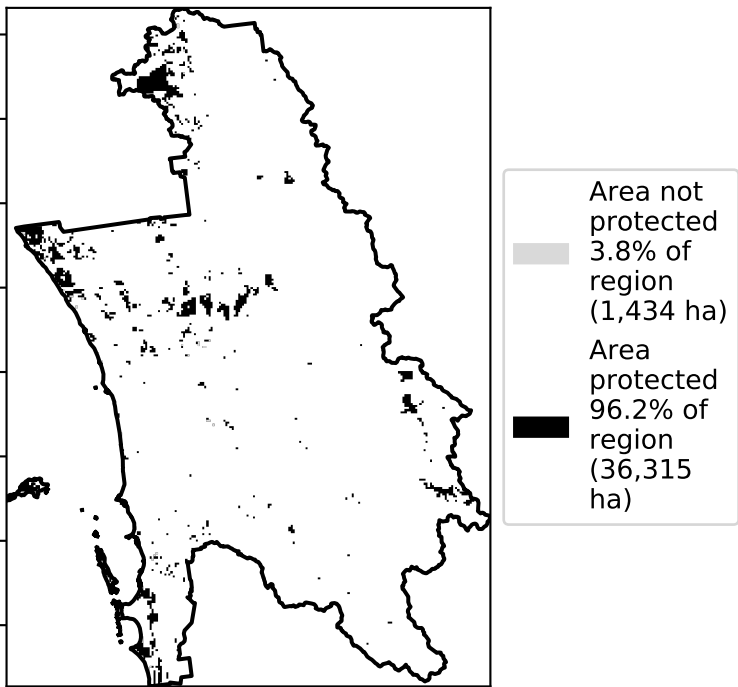 Area not
protected
3.8% of
region
(1,434 ha)
Area
protected
96.2% of
region
(36,315
ha)